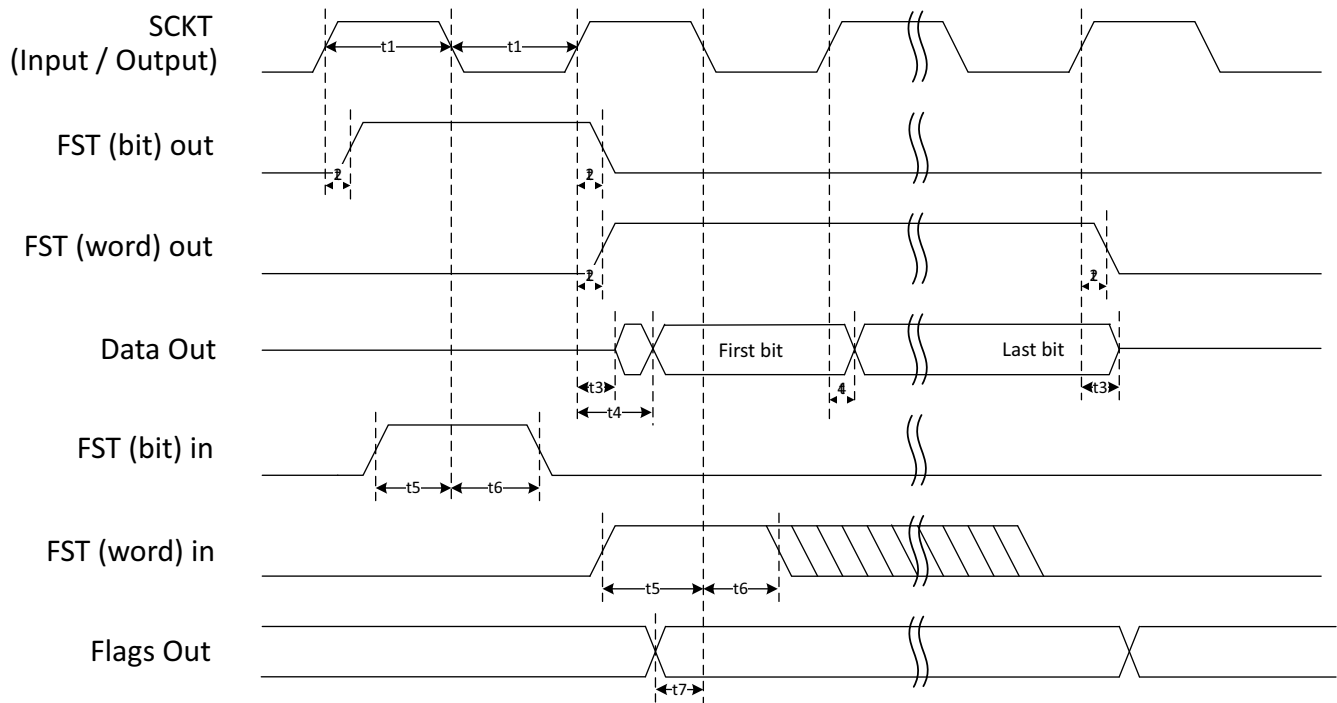 SCKT
(Input / Output)
t1
t1
FST (bit) out
FST (word) out
Data Out
First bit
Last bit
t3
t3
t4
FST (bit) in
t5
t6
FST (word) in
t5
t6
Flags Out
t7